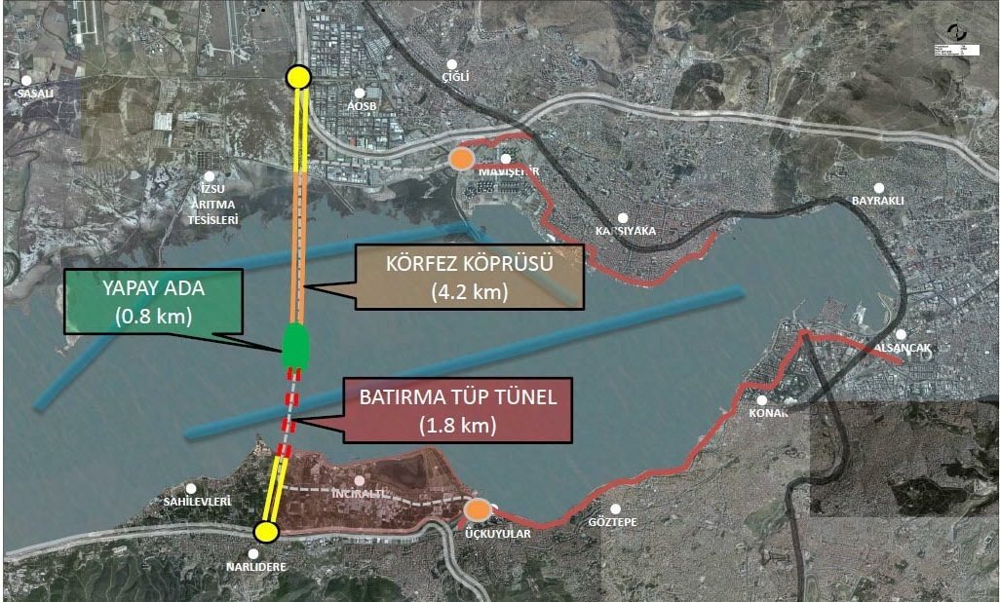 ÇİĞLİ
SASALI
AOSB
MAVİŞEHİR
İZSU
ARITMA
TESİSLERİ
BAYRAKLI
KARŞIYAKA
KÖRFEZ KÖPRÜSÜ
(4.2 km)
YAPAY ADA
(0.8 km)
ALSANCAK
BATIRMA TÜP TÜNEL
(1.8 km)
KONAK
İNCİRALTI
SAHİLEVLERİ
GÖZTEPE
ÜÇKUYULAR
NARLIDERE